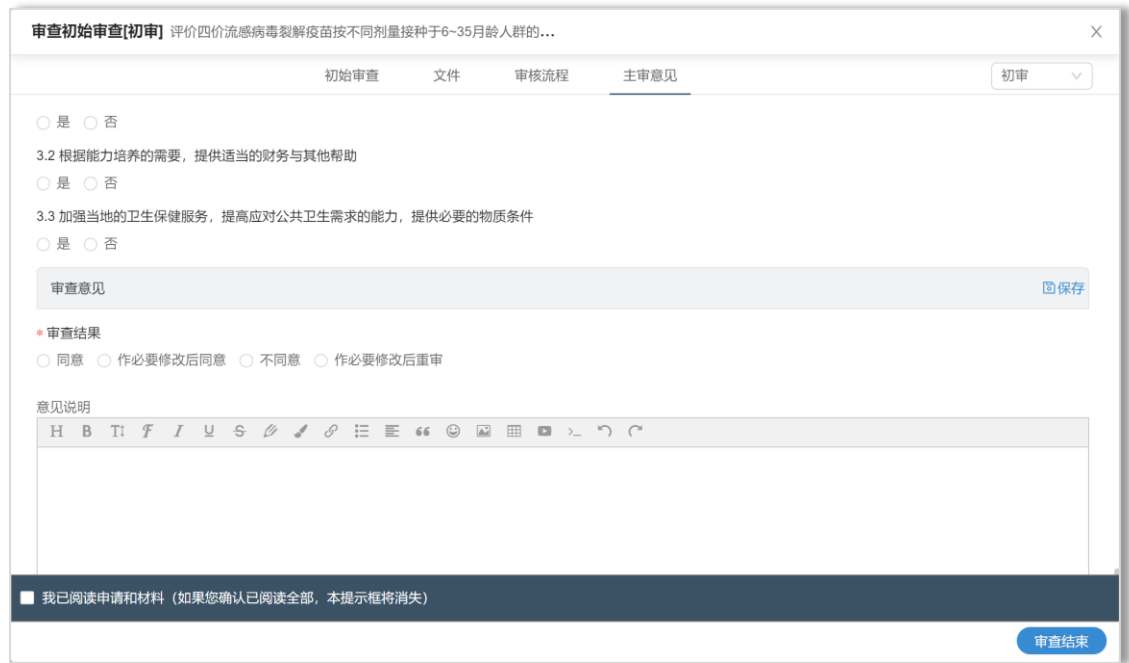 审查初始审查[初审] 评价四价流感病毒裂解疫苗按不同剂量接种于6~35月龄人群的...
初始审查 文件 审核流程 主审意见 初审
是 否
3.2 根据能力培养的需要，提供适当的财务与其他帮助
是 否
3.3 加强当地的卫生保健服务，提高应对公共卫生需求的能力，提供必要的物质条件
是 否
审查意见 保存
* 审查结果
同意 作必要修改后同意 不同意 作必要修改后重审
意见说明
我已阅读申请和材料（如果您确认已阅读全部，本提示框将消失）
审查结束